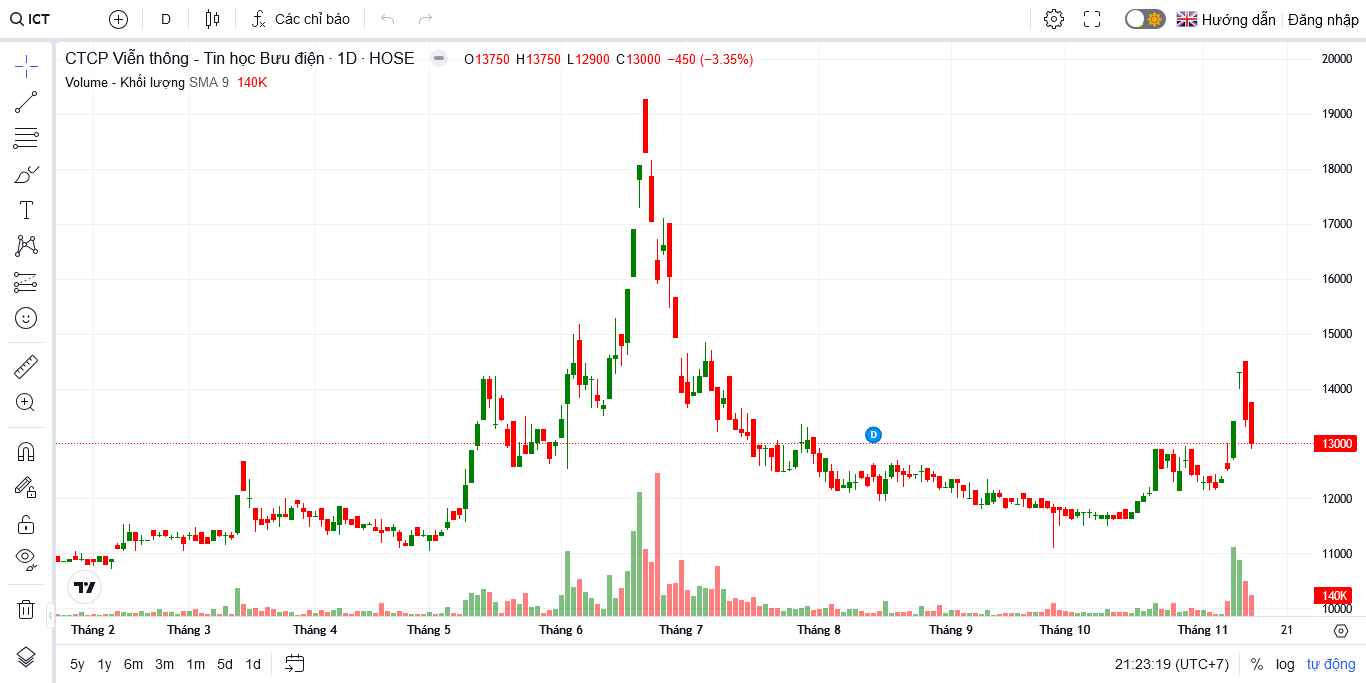 ICT D Các chỉ báo Hướng dẫn Đăng nhập
CTCP Viễn thông - Tin học Bưu điện · 1D · HOSE O13750 H13750 L12900 C13000 −450 (−3.35%)
Volume - Khối lượng SMA 9 140K
20000
19000
18000
17000
16000
15000
14000
13000
12000
11000
140K
10000
D
Tháng 2 Tháng 3 Tháng 4 Tháng 5 Tháng 6 Tháng 7 Tháng 8 Tháng 9 Tháng 10 Tháng 11 21
5y 1y 6m 3m 1m 5d 1d 21:23:19 (UTC+7) % log tự động